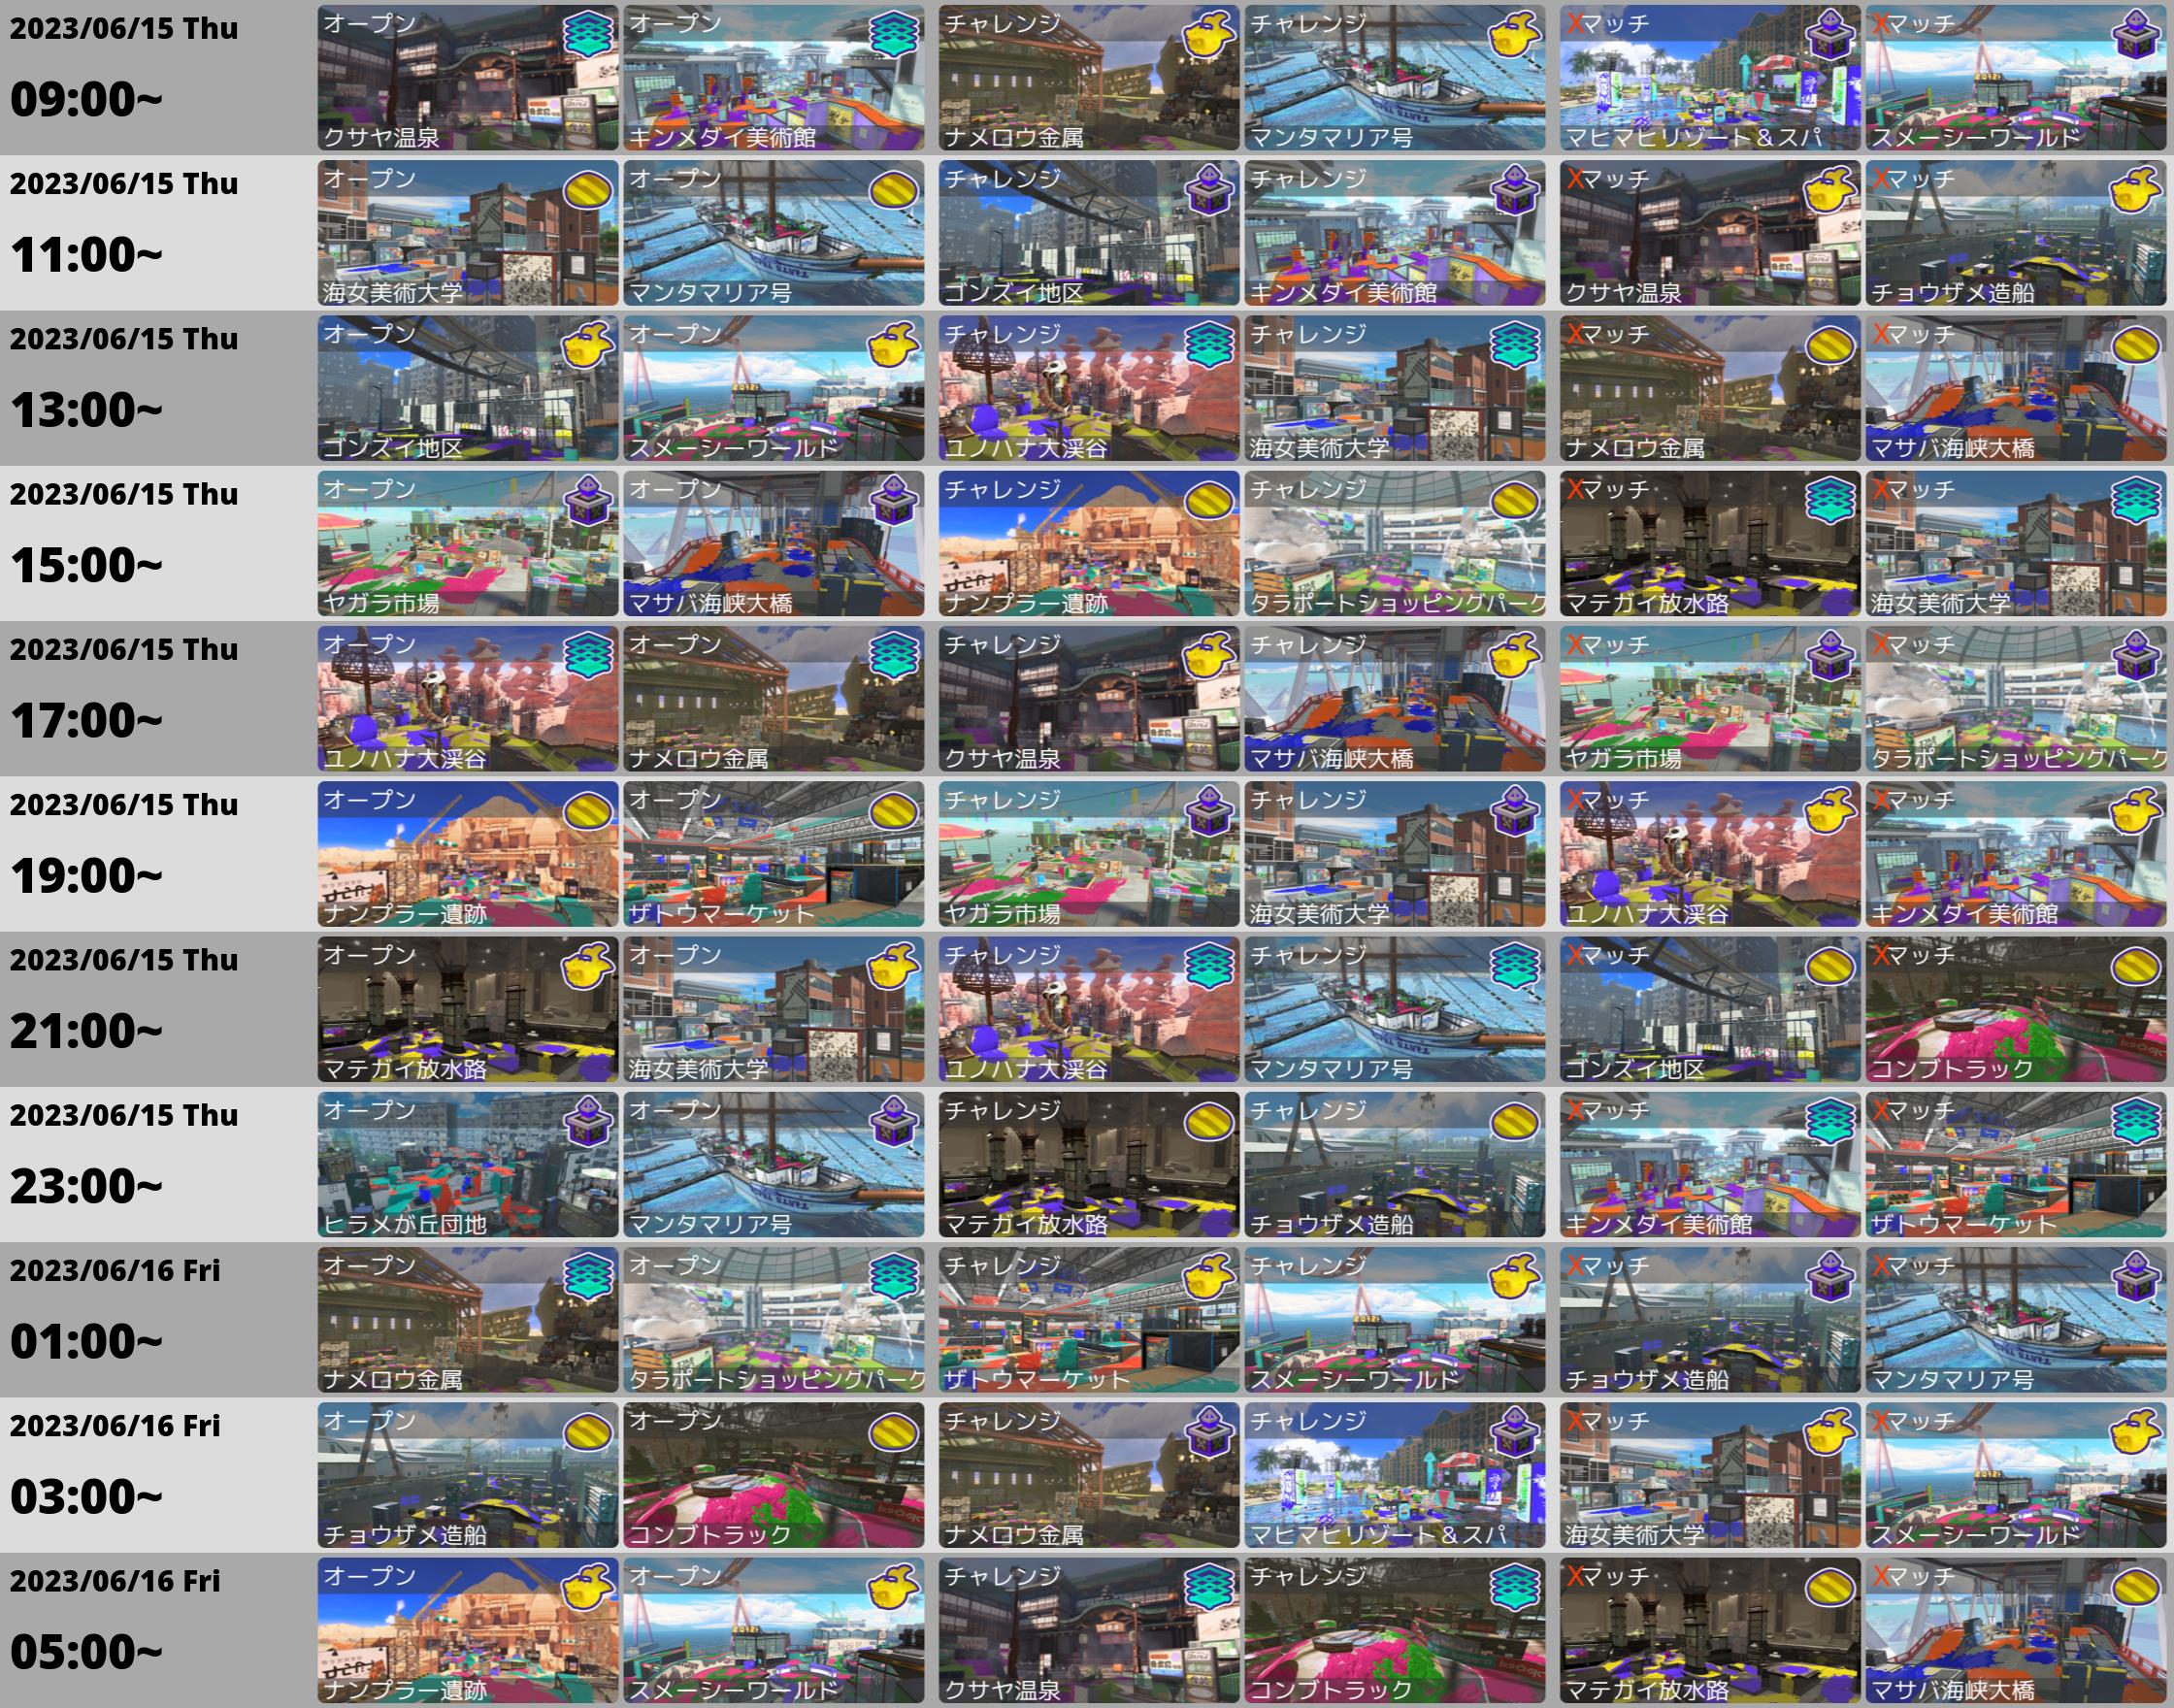 2023/06/15 Thu
09:00~
オープン オープン チャレンジ チャレンジ Xマッチ Xマッチ
クサヤ温泉 キンメダイ美術館 ナメロウ金属 マンタマリア号 マヒマヒリゾート&スパ スメーシーワールド
2023/06/15 Thu
11:00~
オープン オープン チャレンジ チャレンジ Xマッチ Xマッチ
海女美術大学 マンタマリア号 ゴンズイ地区 キンメダイ美術館 クサヤ温泉 チョウザメ造船
2023/06/15 Thu
13:00~
オープン オープン チャレンジ チャレンジ Xマッチ Xマッチ
ゴンズイ地区 スメーシーワールド ユノハナ大渓谷 海女美術大学 ナメロウ金属 マサバ海峡大橋
2023/06/15 Thu
15:00~
オープン オープン チャレンジ チャレンジ Xマッチ Xマッチ
ヤガラ市場 マサバ海峡大橋 ナンプラー遺跡 タラポートショッピングパーク マテガイ放水路 海女美術大学
2023/06/15 Thu
17:00~
オープン オープン チャレンジ チャレンジ Xマッチ Xマッチ
ユノハナ大渓谷 ナメロウ金属 クサヤ温泉 マサバ海峡大橋 ヤガラ市場 タラポートショッピングパーク
2023/06/15 Thu
19:00~
オープン オープン チャレンジ チャレンジ Xマッチ Xマッチ
ナンプラー遺跡 ザトウマーケット ヤガラ市場 海女美術大学 ユノハナ大渓谷 キンメダイ美術館
2023/06/15 Thu
21:00~
オープン オープン チャレンジ チャレンジ Xマッチ Xマッチ
マテガイ放水路 海女美術大学 ユノハナ大渓谷 マンタマリア号 ゴンズイ地区 コンブトラック
2023/06/15 Thu
23:00~
オープン オープン チャレンジ チャレンジ Xマッチ Xマッチ
ヒラメが丘団地 マンタマリア号 マテガイ放水路 チョウザメ造船 キンメダイ美術館 ザトウマーケット
2023/06/16 Fri
01:00~
オープン オープン チャレンジ チャレンジ Xマッチ Xマッチ
ナメロウ金属 タラポートショッピングパーク ザトウマーケット スメーシーワールド チョウザメ造船 マンタマリア号
2023/06/16 Fri
03:00~
オープン オープン チャレンジ チャレンジ Xマッチ Xマッチ
チョウザメ造船 コンブトラック ナメロウ金属 マヒマヒリゾート&スパ 海女美術大学 スメーシーワールド
2023/06/16 Fri
05:00~
オープン オープン チャレンジ チャレンジ Xマッチ Xマッチ
ナンプラー遺跡 スメーシーワールド クサヤ温泉 コンブトラック マテガイ放水路 マサバ海峡大橋